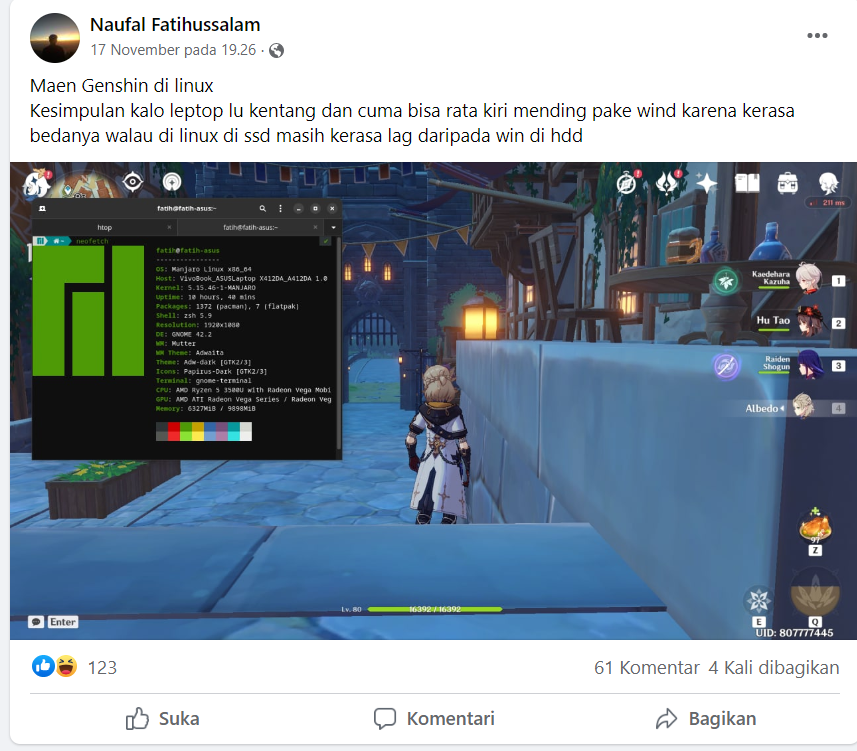 Naufal Fatihussalam
17 November pada 19.26 ·
Maen Genshin di linux
Kesimpulan kalo leptop lu kentang dan cuma bisa rata kiri mending pake wind karena kerasa
bedanya walau di linux di ssd masih kerasa lag daripada win di hdd
fatih@fatih-asus:~
htop
fatih@fatih-asus:~
~ neofetch
fatih@fatih-asus
----------------
OS: Manjaro Linux x86_64
Host: VivoBook_ASUSLaptop X412DA_A412DA 1.0
Kernel: 5.15.46-1-MANJARO
Uptime: 10 hours, 40 mins
Packages: 1372 (pacman), 7 (flatpak)
Shell: zsh 5.9
Resolution: 1920x1080
DE: GNOME 42.2
WM: Mutter
WM Theme: Adwaita
Theme: Adw-dark [GTK2/3]
Icons: Papirus-Dark [GTK2/3]
Terminal: gnome-terminal
CPU: AMD Ryzen 5 3500U with Radeon Vega Mobi
GPU: AMD ATI Radeon Vega Series / Radeon Veg
Memory: 6327MiB / 9898MiB
211 ms
Kaedehara
Kazuha
1
Hu Tao
2
Raiden
Shogun
3
Albedo
4
97
Z
Lv. 80
16392 / 16392
Enter
E
Q
UID: 807777445
123
61 Komentar 4 Kali dibagikan
Suka
Komentari
Bagikan